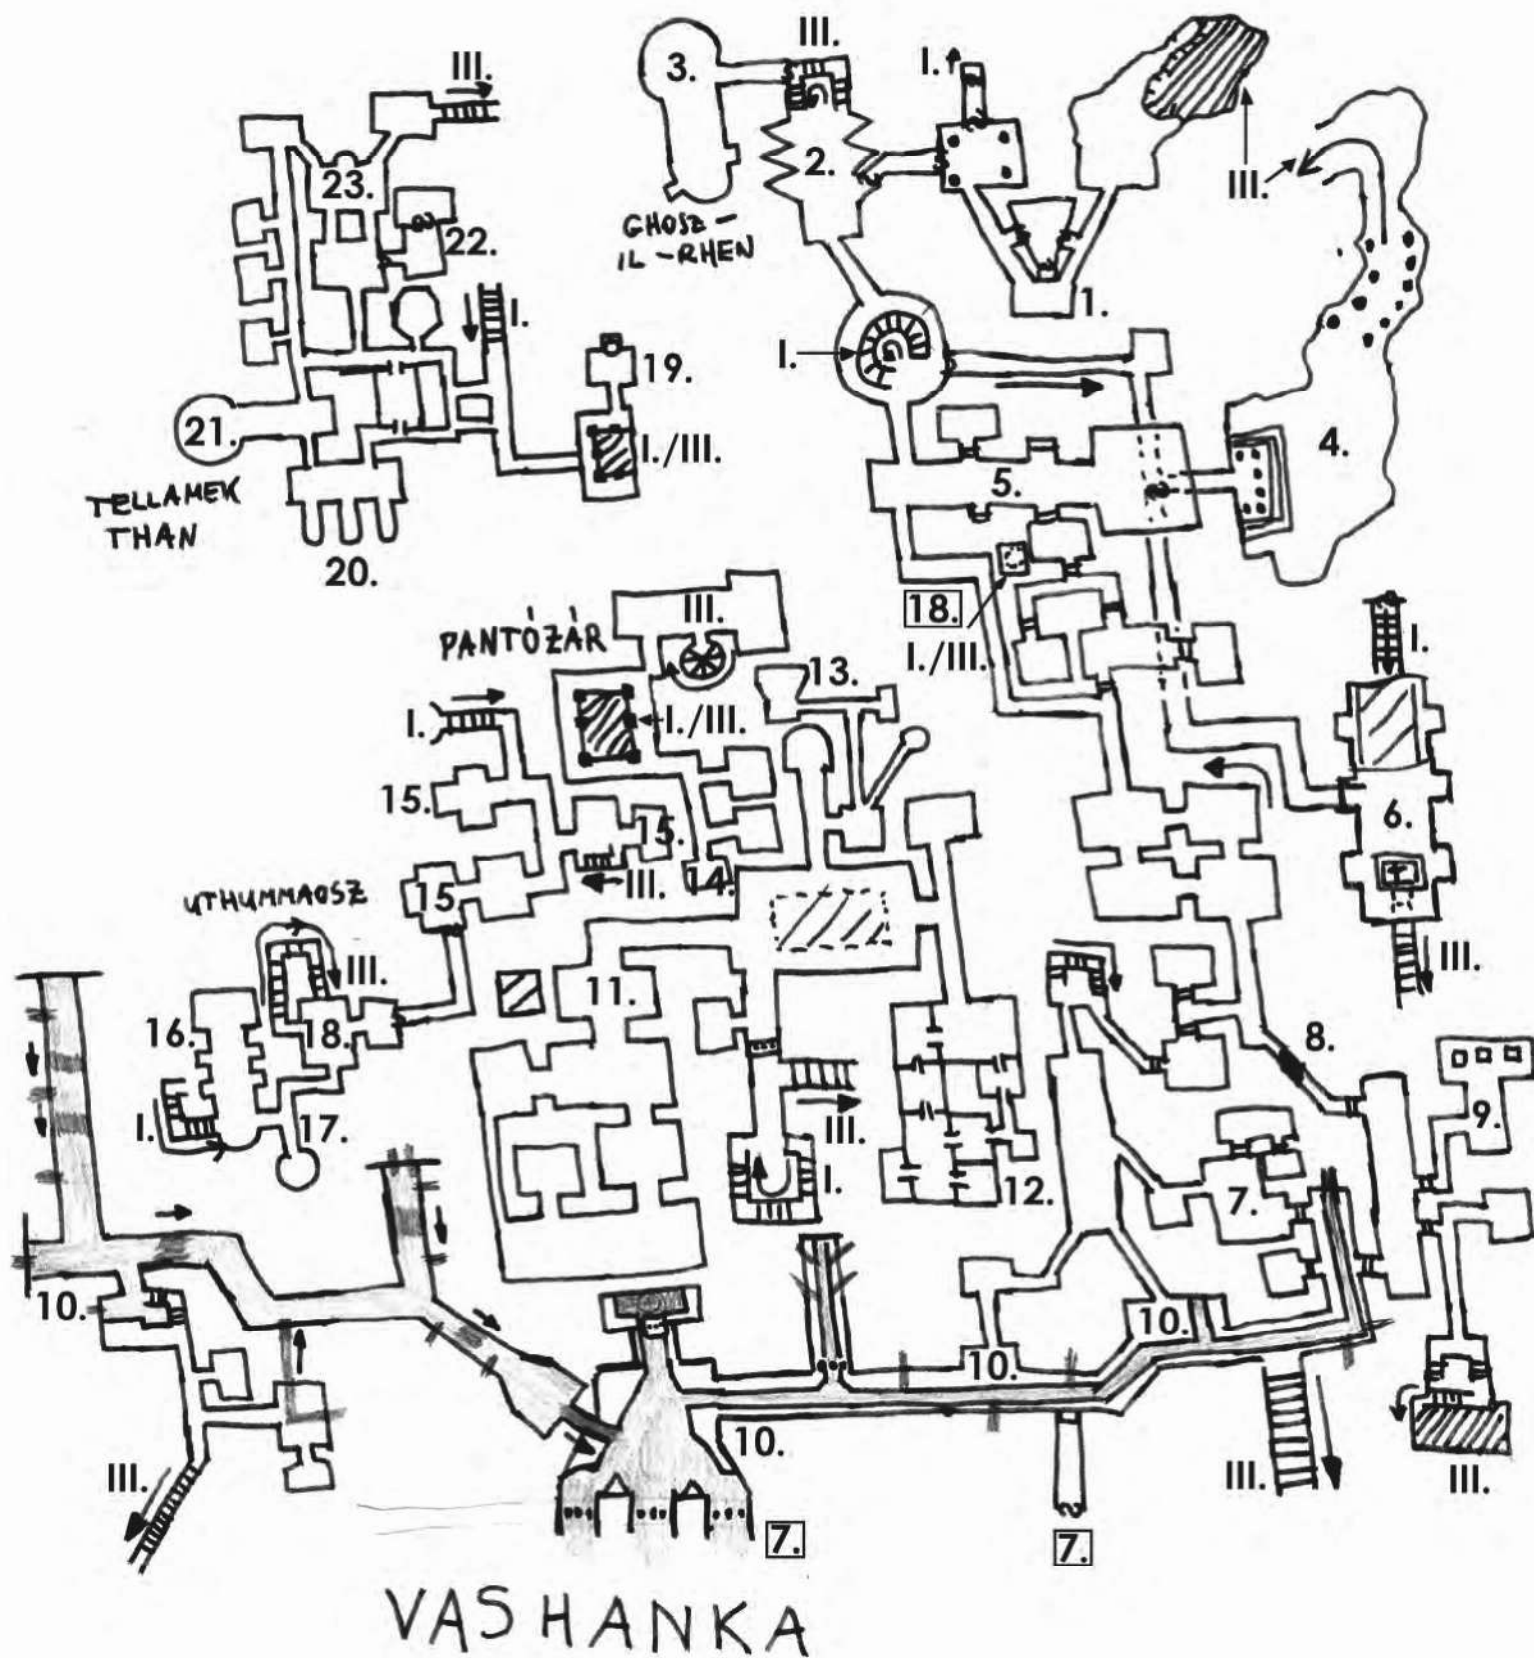 III.
III.
3.
I.
2.
III.
23.
22.
GHOSZ-
IL-RHEN
1.
I.
I.
19.
21.
I./III.
4.
5.
TELLAMEK
THAN
20.
18.
I./III.
PANTÓZÁR
III.
13.
I.
I.
I./III.
15.
15.
6.
III.
14.
UTHUMMAOSZ
15.
III.
11.
III.
16.
18.
8.
I.
17.
III.
9.
I.
12.
7.
10.
10.
10.
10.
III.
III.
III.
7.
7.
VASHANKA